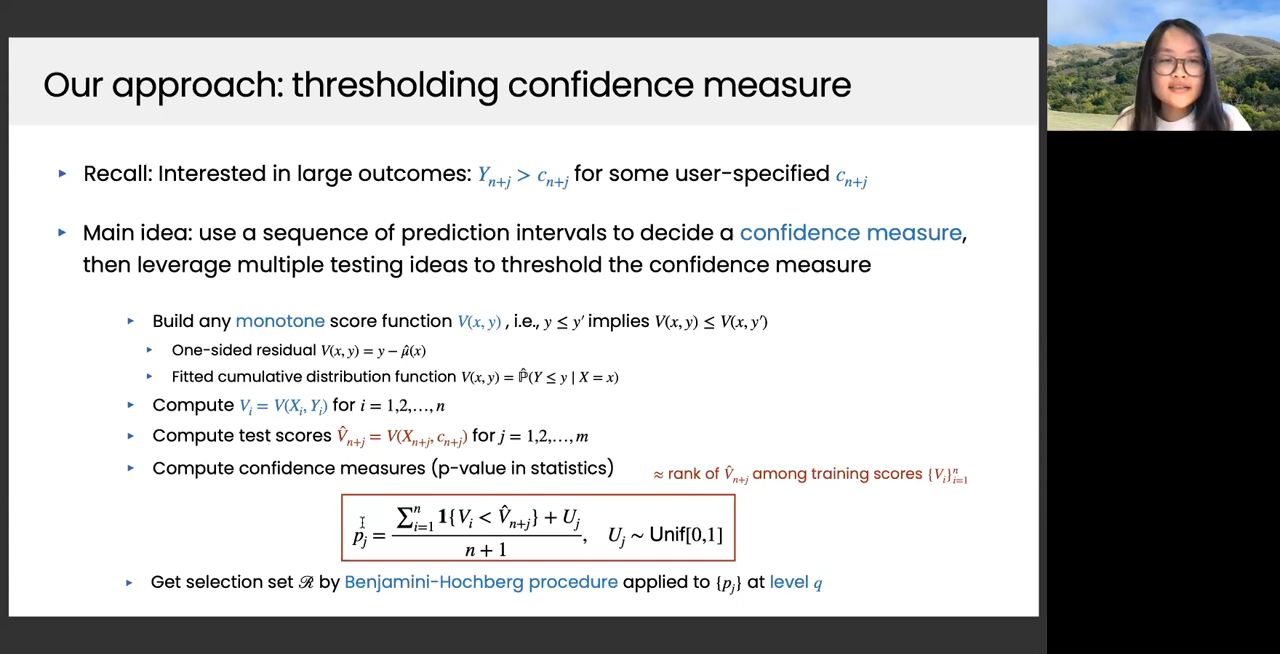 Our approach: thresholding confidence measure
▸ Recall: Interested in large outcomes: Yₙ₊ⱼ > cₙ₊ⱼ for some user-specified cₙ₊ⱼ
▸ Main idea: use a sequence of prediction intervals to decide a confidence measure,
then leverage multiple testing ideas to threshold the confidence measure
▸ Build any monotone score function V(x, y) , i.e., y ≤ y′ implies V(x, y) ≤ V(x, y′)
▸ One-sided residual V(x, y) = y − μ̂(x)
▸ Fitted cumulative distribution function V(x, y) = ℙ̂(Y ≤ y | X = x)
▸ Compute Vᵢ = V(Xᵢ, Yᵢ) for i = 1,2,…,n
▸ Compute test scores V̂ₙ₊ⱼ = V(Xₙ₊ⱼ, cₙ₊ⱼ) for j = 1,2,…,m
▸ Compute confidence measures (p-value in statistics)
≈ rank of V̂ₙ₊ⱼ among training scores {Vᵢ}ⁿᵢ₌₁
pⱼ = (∑ⁿᵢ₌₁ 1{Vᵢ < V̂ₙ₊ⱼ} + Uⱼ) / (n + 1), Uⱼ ~ Unif[0,1]
▸ Get selection set ℛ by Benjamini-Hochberg procedure applied to {pⱼ} at level q